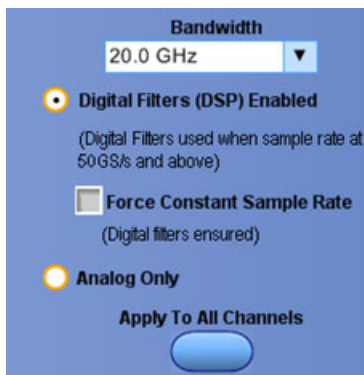 Bandwidth
20.0 GHz
Digital Filters (DSP) Enabled
(Digital Filters used when sample rate at
50GS/s and above)
Force Constant Sample Rate
(Digital filters ensured)
Analog Only
Apply To All Channels